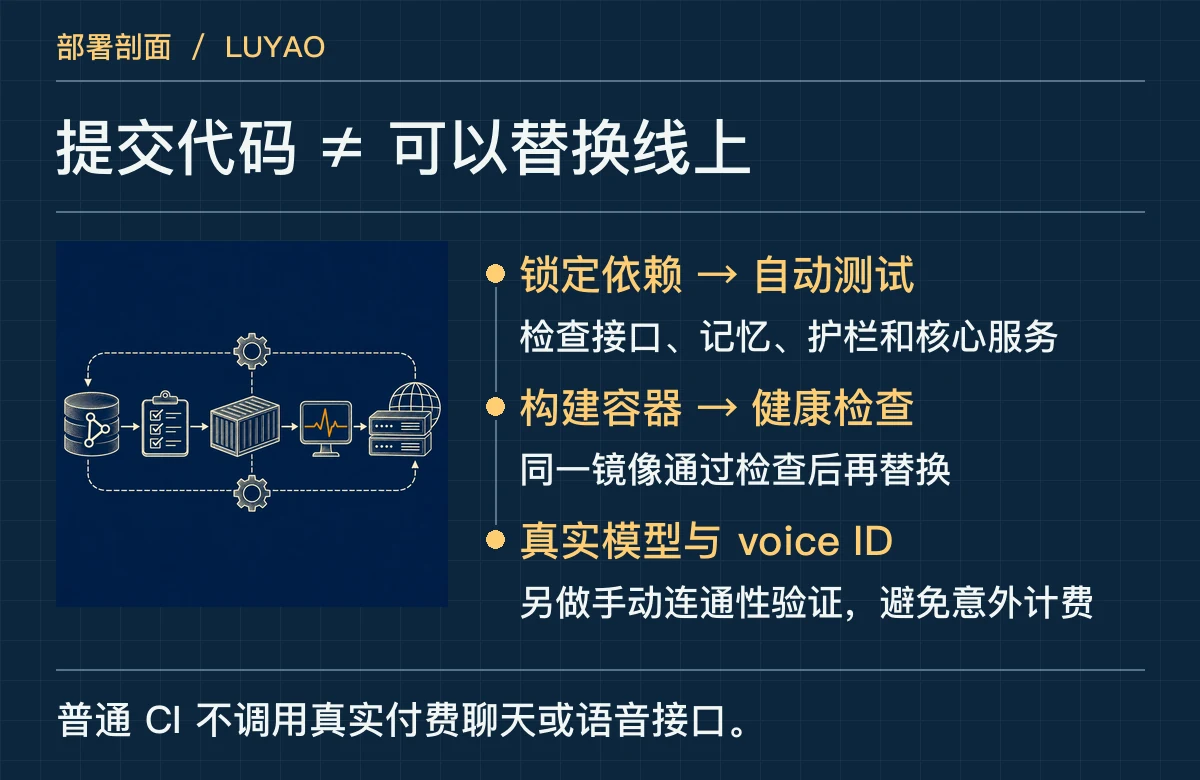 部署剖面 / LUYAO
提交代码 ≠ 可以替换线上
锁定依赖 → 自动测试
检查接口、记忆、护栏和核心服务
构建容器 → 健康检查
同一镜像通过检查后再替换
真实模型与 voice ID
另做手动连通性验证，避免意外计费
普通 CI 不调用真实付费聊天或语音接口。